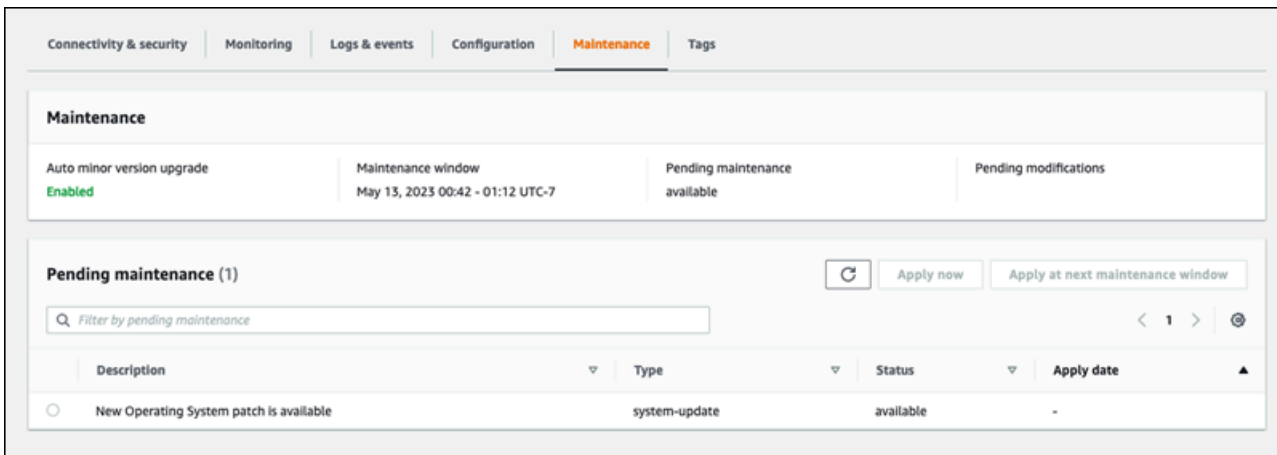 Connectivity & security Monitoring Logs & events Configuration Maintenance Tags
Maintenance
Auto minor version upgrade Maintenance window Pending maintenance Pending modifications
Enabled May 13, 2023 00:42 - 01:12 UTC-7 available
Pending maintenance (1) Apply now Apply at next maintenance window
Filter by pending maintenance 1
Description Type Status Apply date
New Operating System patch is available system-update available -